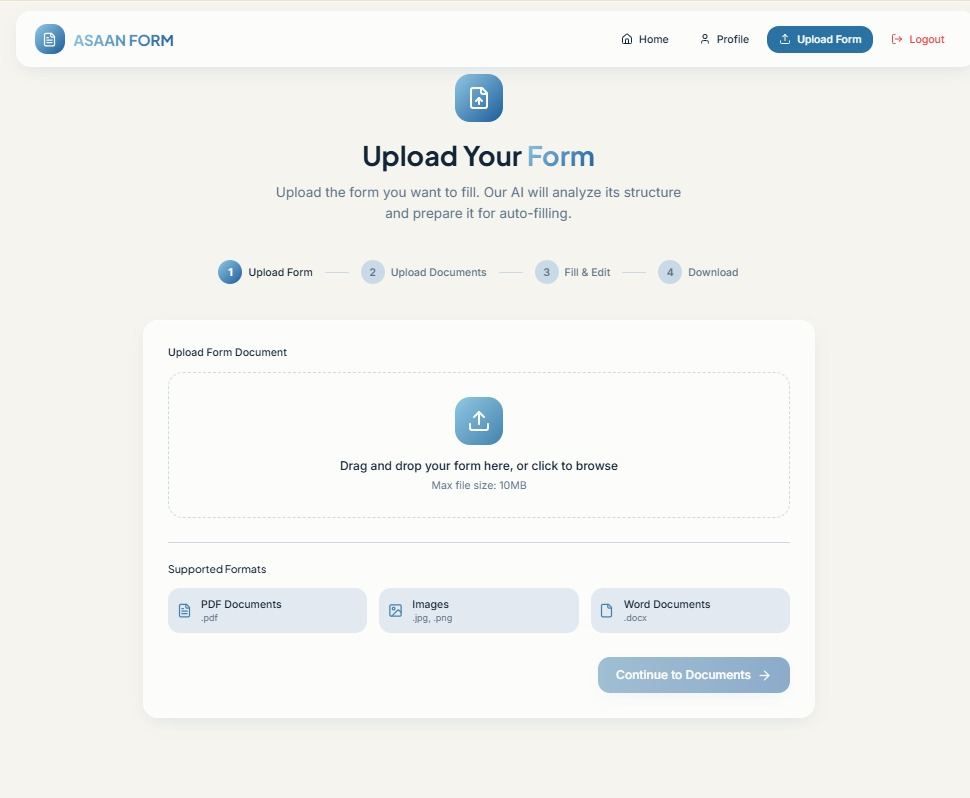 ASAAN FORM
Home
Profile
Upload Form
Logout
Upload Your Form
Upload the form you want to fill. Our AI will analyze its structure
and prepare it for auto-filling.
1 Upload Form
2 Upload Documents
3 Fill & Edit
4 Download
Upload Form Document
Drag and drop your form here, or click to browse
Max file size: 10MB
Supported Formats
PDF Documents
.pdf
Images
.jpg, .png
Word Documents
.docx
Continue to Documents